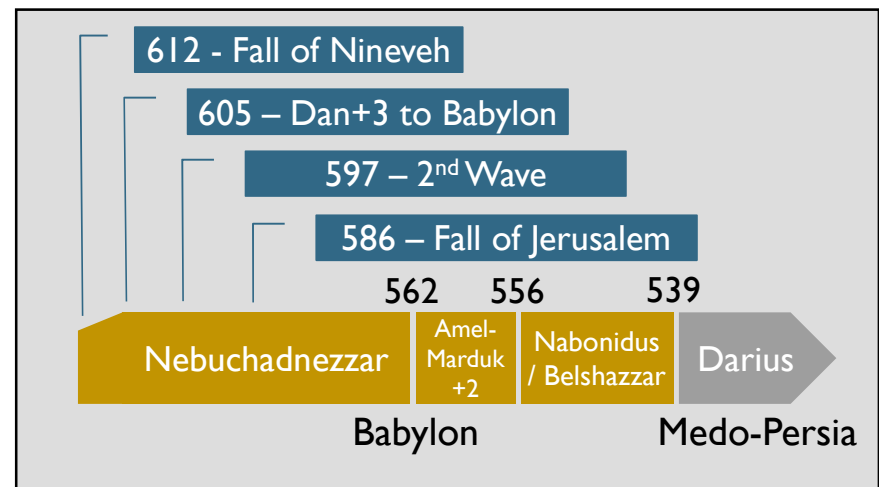 612 - Fall of Nineveh
605 – Dan+3 to Babylon
597 – 2nd Wave
586 – Fall of Jerusalem
562 556 539
Nebuchadnezzar
Amel-
Marduk
+2
Nabonidus
/ Belshazzar
Darius
Babylon
Medo-Persia